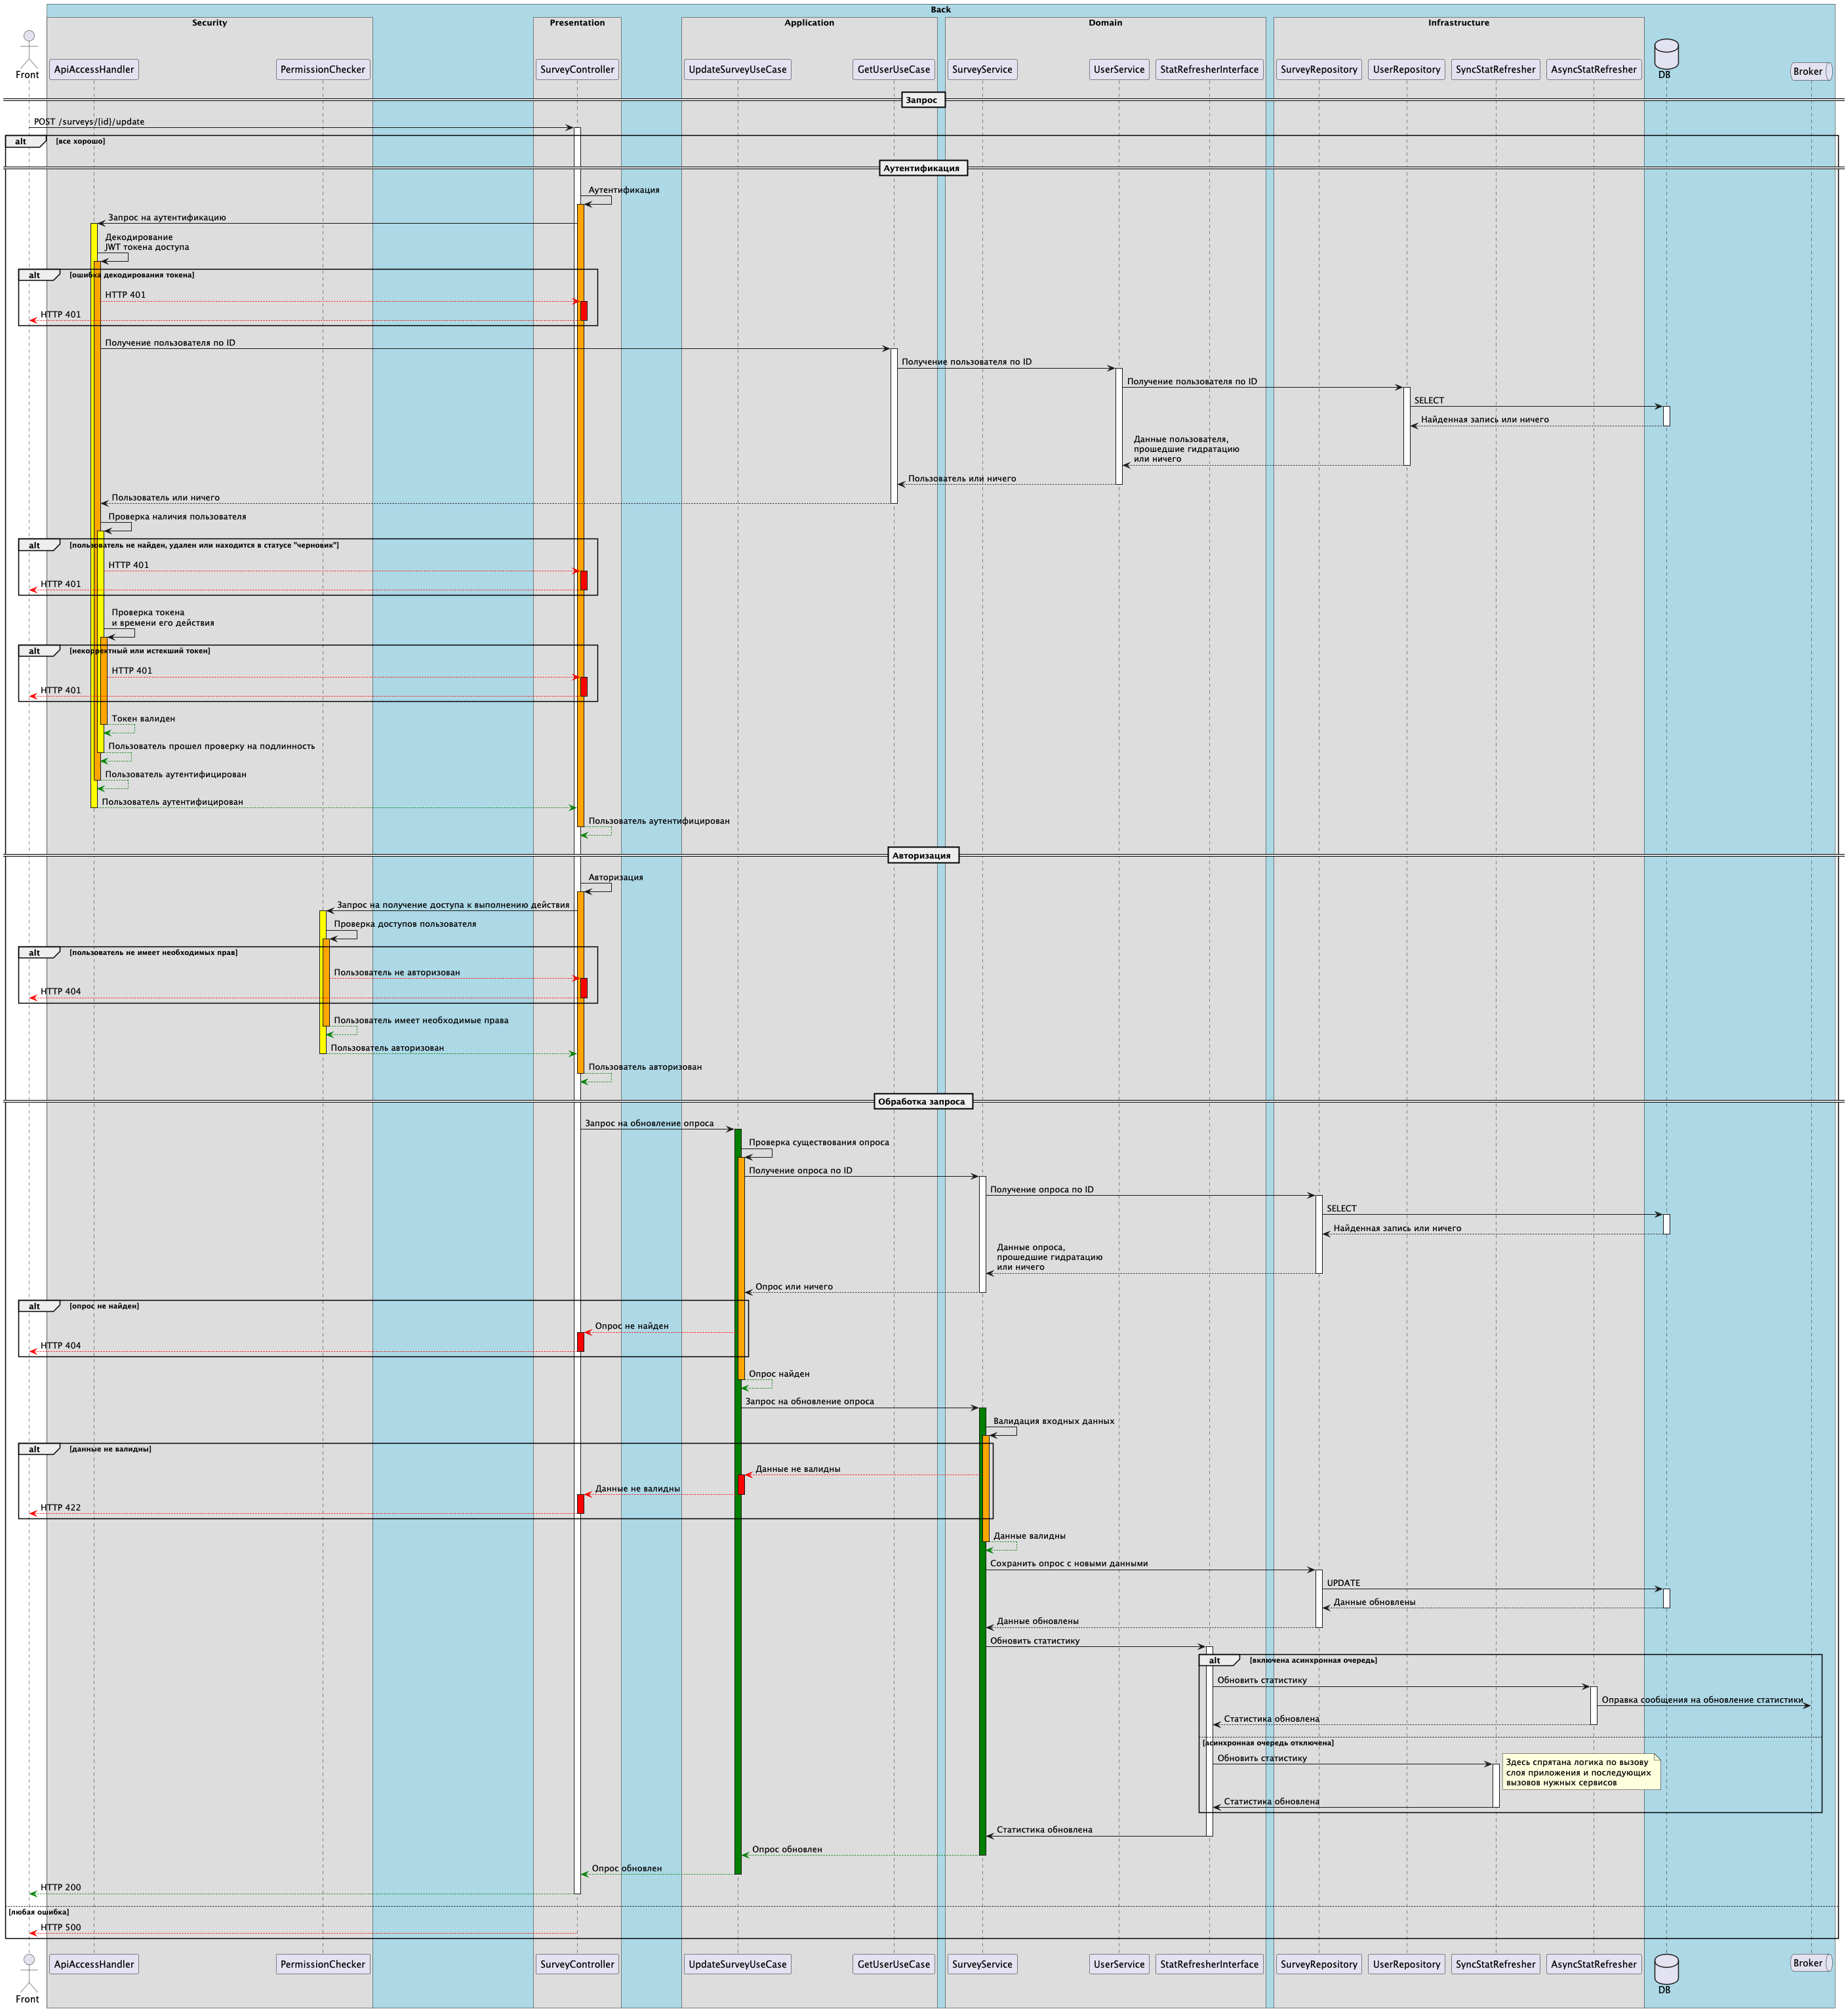 Back
Security
Presentation
Application
Domain
Infrastructure
Front
ApiAccessHandler
PermissionChecker
SurveyController
UpdateSurveyUseCase
GetUserUseCase
SurveyService
UserService
StatRefresherInterface
SurveyRepository
UserRepository
SyncStatRefresher
AsyncStatRefresher
DB
Broker
Запрос
POST /surveys/{id}/update
alt
[все хорошо]
Аутентификация
Аутентификация
Запрос на аутентификацию
Декодирование
JWT токена доступа
alt
[ошибка декодирования токена]
HTTP 401
HTTP 401
Получение пользователя по ID
Получение пользователя по ID
Получение пользователя по ID
SELECT
Найденная запись или ничего
Данные пользователя,
прошедшие гидратацию
или ничего
Пользователь или ничего
Пользователь или ничего
Проверка наличия пользователя
alt
[пользователь не найден, удален или находится в статусе "черновик"]
HTTP 401
HTTP 401
Проверка токена
и времени его действия
alt
[некорректный или истекший токен]
HTTP 401
HTTP 401
Токен валиден
Пользователь прошел проверку на подлинность
Пользователь аутентифицирован
Пользователь аутентифицирован
Пользователь аутентифицирован
Авторизация
Авторизация
Запрос на получение доступа к выполнению действия
Проверка доступов пользователя
alt
[пользователь не имеет необходимых прав]
Пользователь не авторизован
HTTP 404
Пользователь имеет необходимые права
Пользователь авторизован
Пользователь авторизован
Обработка запроса
Запрос на обновление опроса
Проверка существования опроса
Получение опроса по ID
Получение опроса по ID
SELECT
Найденная запись или ничего
Данные опроса,
прошедшие гидратацию
или ничего
Опрос или ничего
alt
[опрос не найден]
Опрос не найден
HTTP 404
Опрос найден
Запрос на обновление опроса
Валидация входных данных
alt
[данные не валидны]
Данные не валидны
Данные не валидны
HTTP 422
Данные валидны
Сохранить опрос с новыми данными
UPDATE
Данные обновлены
Данные обновлены
Обновить статистику
alt
[включена асинхронная очередь]
Обновить статистику
Оправка сообщения на обновление статистики
Статистика обновлена
[асинхронная очередь отключена]
Обновить статистику
Здесь спрятана логика по вызову
слоя приложения и последующих
вызовов нужных сервисов
Статистика обновлена
Статистика обновлена
Опрос обновлен
Опрос обновлен
HTTP 200
[любая ошибка]
HTTP 500
Front
ApiAccessHandler
PermissionChecker
SurveyController
UpdateSurveyUseCase
GetUserUseCase
SurveyService
UserService
StatRefresherInterface
SurveyRepository
UserRepository
SyncStatRefresher
AsyncStatRefresher
DB
Broker